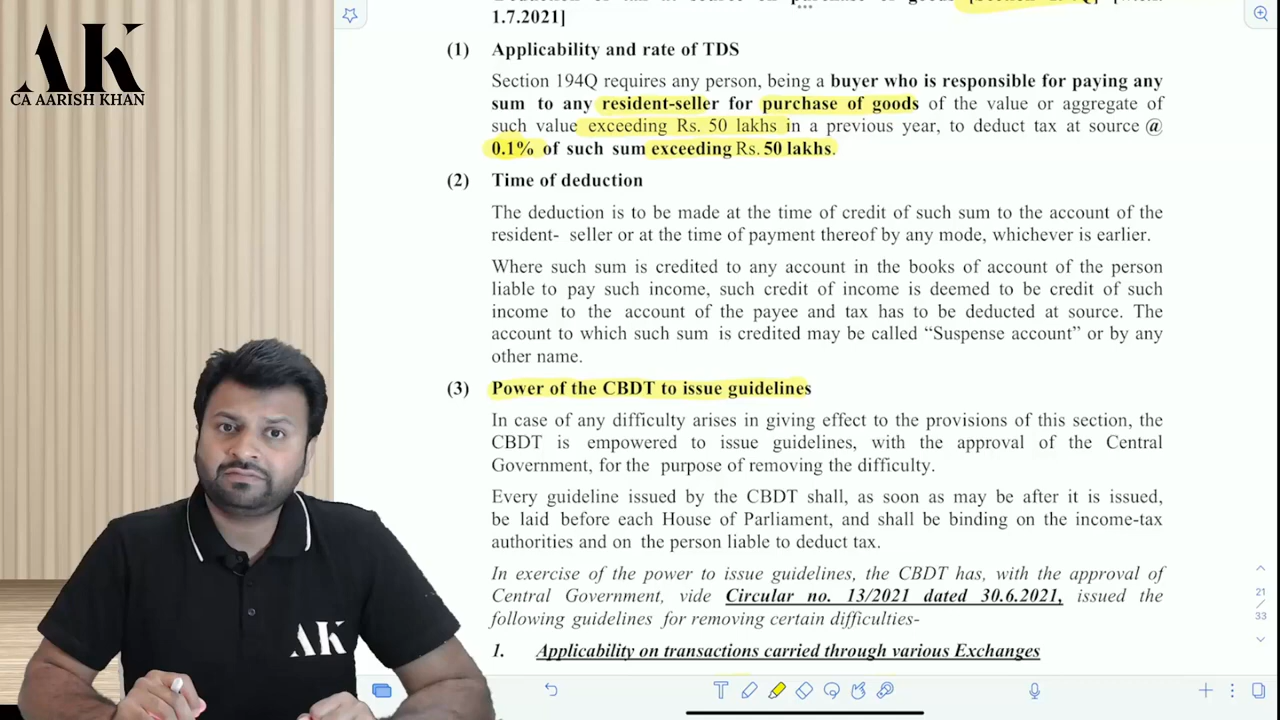 AK
CA AARISH KHAN
1.7.2021]
(1) Applicability and rate of TDS
Section 194Q requires any person, being a buyer who is responsible for paying any
sum to any resident-seller for purchase of goods of the value or aggregate of
such value exceeding Rs. 50 lakhs in a previous year, to deduct tax at source @
0.1% of such sum exceeding Rs. 50 lakhs.
(2) Time of deduction
The deduction is to be made at the time of credit of such sum to the account of the
resident- seller or at the time of payment thereof by any mode, whichever is earlier.
Where such sum is credited to any account in the books of account of the person
liable to pay such income, such credit of income is deemed to be credit of such
income to the account of the payee and tax has to be deducted at source. The
account to which such sum is credited may be called “Suspense account” or by any
other name.
(3) Power of the CBDT to issue guidelines
In case of any difficulty arises in giving effect to the provisions of this section, the
CBDT is empowered to issue guidelines, with the approval of the Central
Government, for the purpose of removing the difficulty.
Every guideline issued by the CBDT shall, as soon as may be after it is issued,
be laid before each House of Parliament, and shall be binding on the income-tax
authorities and on the person liable to deduct tax.
In exercise of the power to issue guidelines, the CBDT has, with the approval of
Central Government, vide Circular no. 13/2021 dated 30.6.2021, issued the
following guidelines for removing certain difficulties-
1. Applicability on transactions carried through various Exchanges
AK
21
/
33